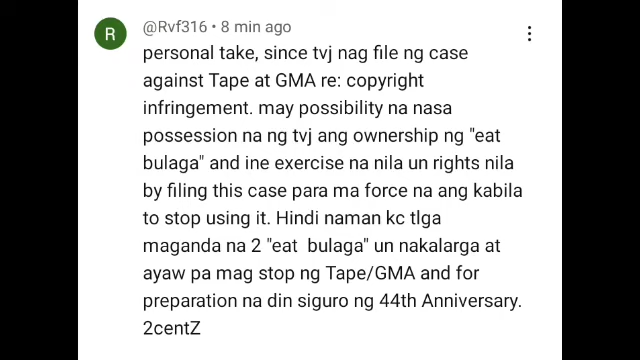 R
@Rvf316 • 8 min ago
personal take, since tvj nag file ng case
against Tape at GMA re: copyright
infringement. may possibility na nasa
possession na ng tvj ang ownership ng "eat
bulaga" and ine exercise na nila un rights nila
by filing this case para ma force na ang kabila
to stop using it. Hindi naman kc tlga
maganda na 2 "eat  bulaga" un nakalarga at
ayaw pa mag stop ng Tape/GMA and for
preparation na din siguro ng 44th Anniversary.
2centZ